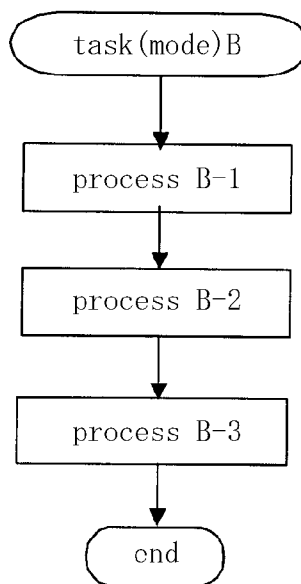 task(mode)B
process B-1
process B-2
process B-3
end